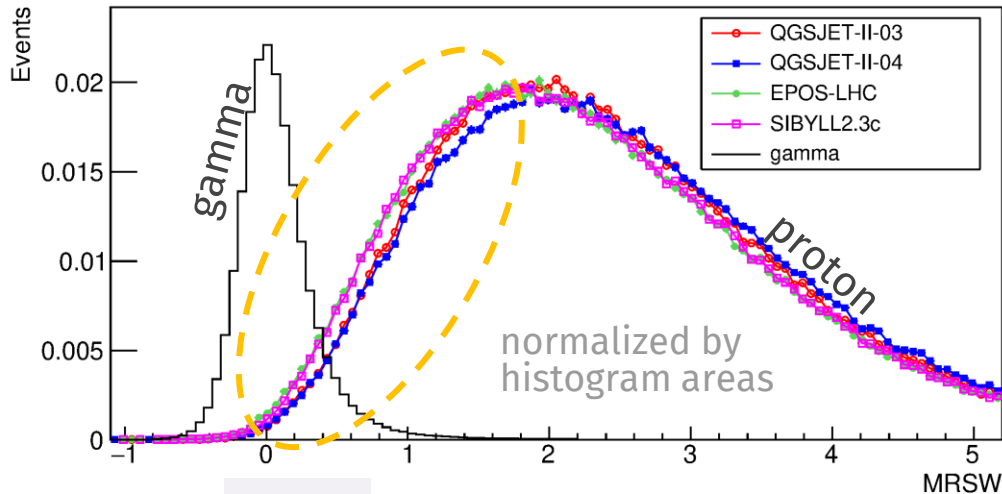 Events
0.02
0.015
0.01
0.005
0
−1
0
1
2
3
4
5
MRSW
gamma
proton
normalized by
histogram areas
QGSJET-II-03
QGSJET-II-04
EPOS-LHC
SIBYLL2.3c
gamma